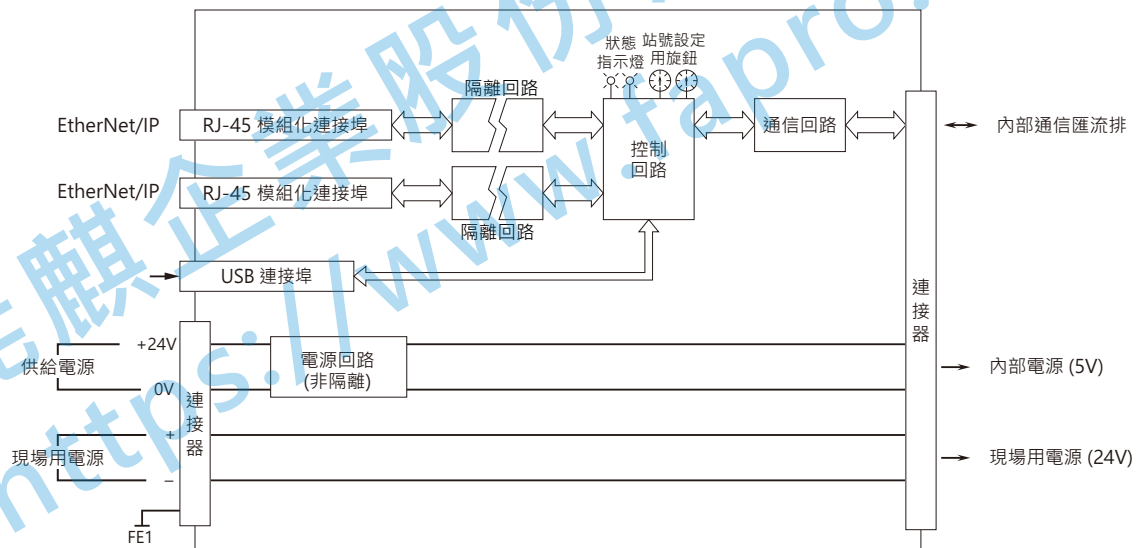 狀態
指示燈
站號設定
用旋鈕
隔離回路
EtherNet/IP
RJ-45 模組化連接埠
控制
回路
通信回路
內部通信匯流排
EtherNet/IP
RJ-45 模組化連接埠
隔離回路
USB 連接埠
連
接
器
供給電源
+24V
0V
電源回路
(非隔離)
內部電源 (5V)
連
接
器
現場用電源
+
−
現場用電源 (24V)
FE1
麒企業股份
https://www.fapro.